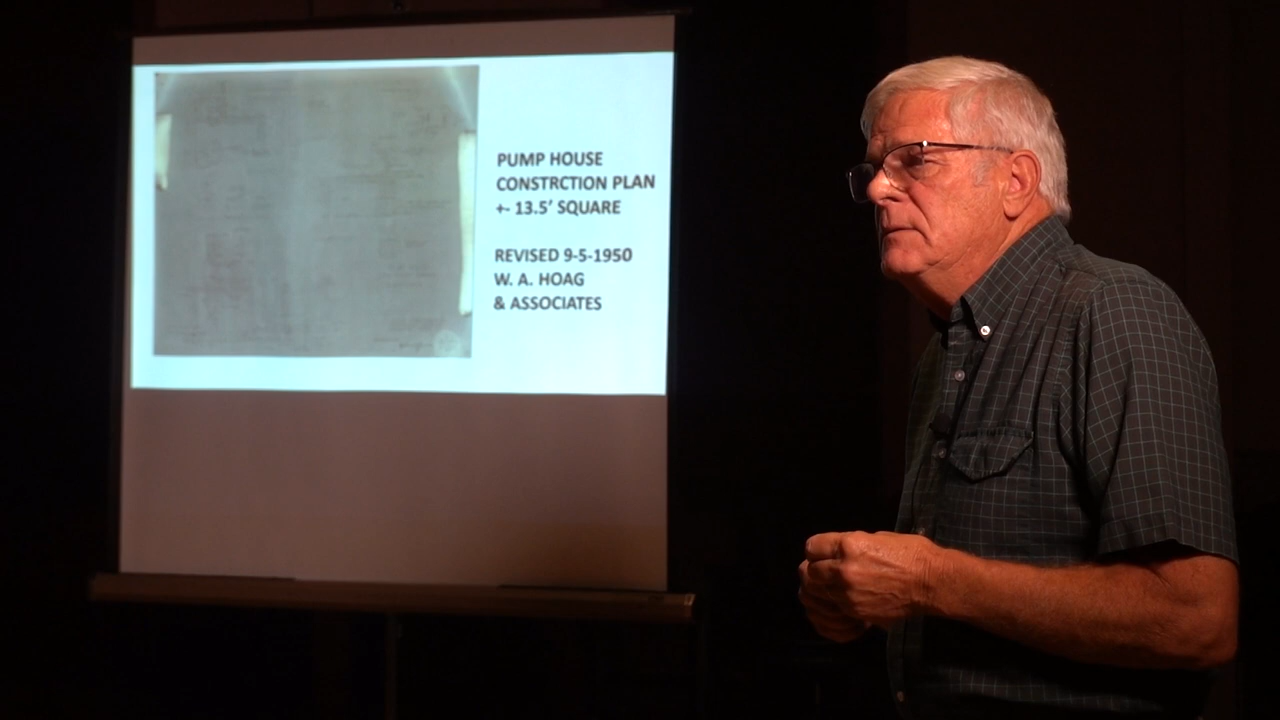 PUMP HOUSE
CONSTRCTION PLAN
+- 13.5' SQUARE
REVISED 9-5-1950
W. A. HOAG
& ASSOCIATES